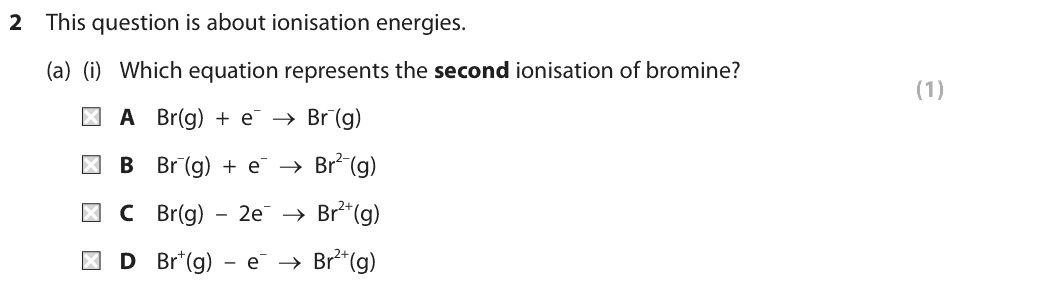 2 This question is about ionisation energies.
(a) (i) Which equation represents the second ionisation of bromine?
(1)
A Br(g) + e⁻ → Br⁻(g)
B Br⁻(g) + e⁻ → Br²⁻(g)
C Br(g) – 2e⁻ → Br²⁺(g)
D Br⁺(g) – e⁻ → Br²⁺(g)